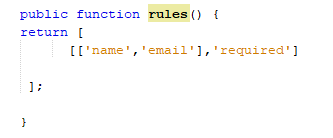 public function rules() {
return [
[['name','email'],'required']
];
}